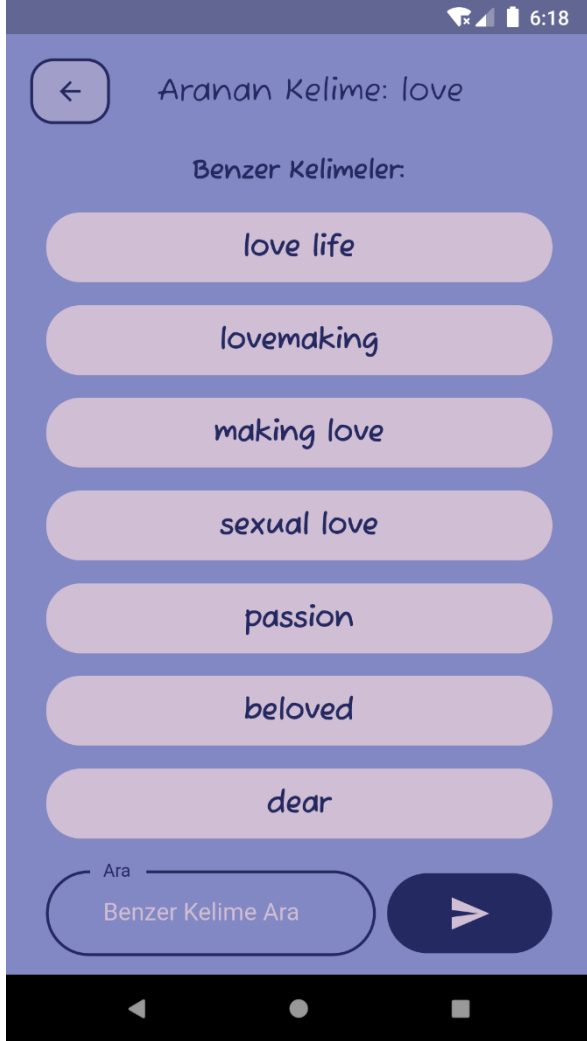 6:18
Aranan Kelime: love
Benzer Kelimeler:
love life
lovemaking
making love
sexual love
passion
beloved
dear
Ara
Benzer Kelime Ara